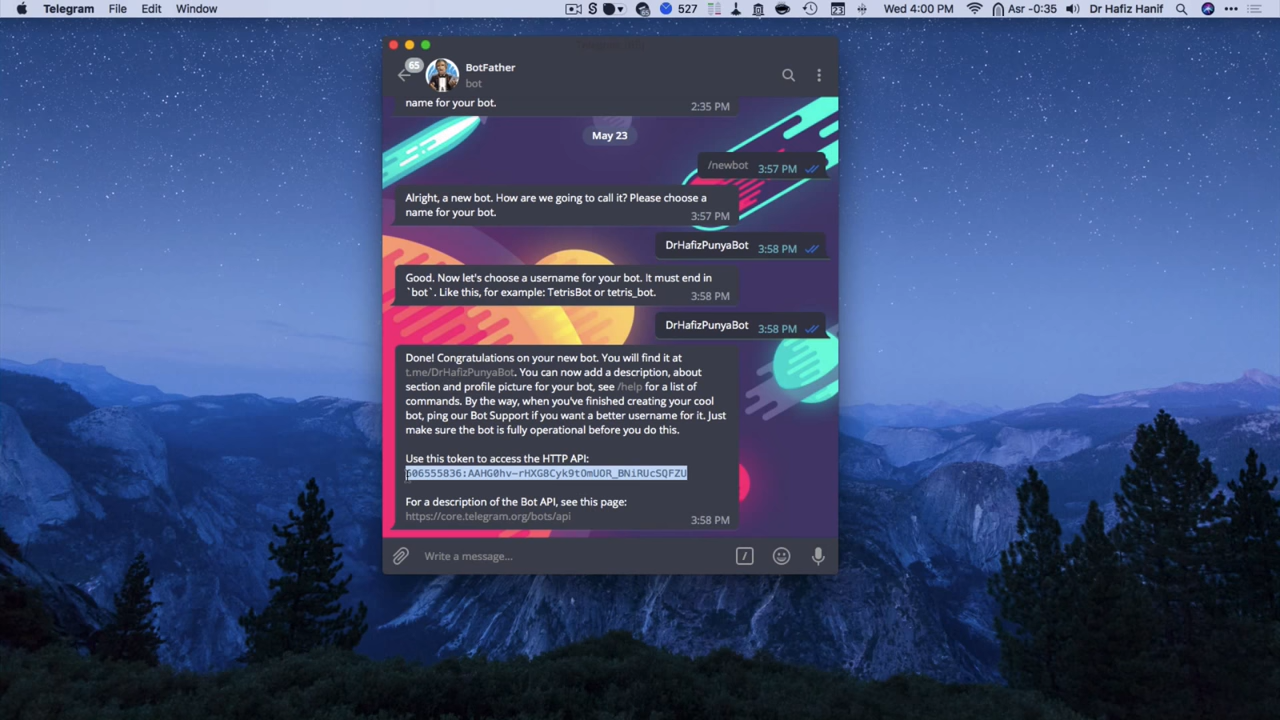 Telegram File Edit Window 527 23 Wed 4:00 PM Asr -0:35 Dr Hafiz Hanif
65
BotFather
bot
name for your bot. 2:35 PM
May 23
/newbot 3:57 PM
Alright, a new bot. How are we going to call it? Please choose a
name for your bot. 3:57 PM
DrHafizPunyaBot 3:58 PM
Good. Now let's choose a username for your bot. It must end in
`bot`. Like this, for example: TetrisBot or tetris_bot. 3:58 PM
DrHafizPunyaBot 3:58 PM
Done! Congratulations on your new bot. You will find it at
t.me/DrHafizPunyaBot. You can now add a description, about
section and profile picture for your bot, see /help for a list of
commands. By the way, when you've finished creating your cool
bot, ping our Bot Support if you want a better username for it. Just
make sure the bot is fully operational before you do this.
Use this token to access the HTTP API:
For a description of the Bot API, see this page:
https://core.telegram.org/bots/api 3:58 PM
Write a message...